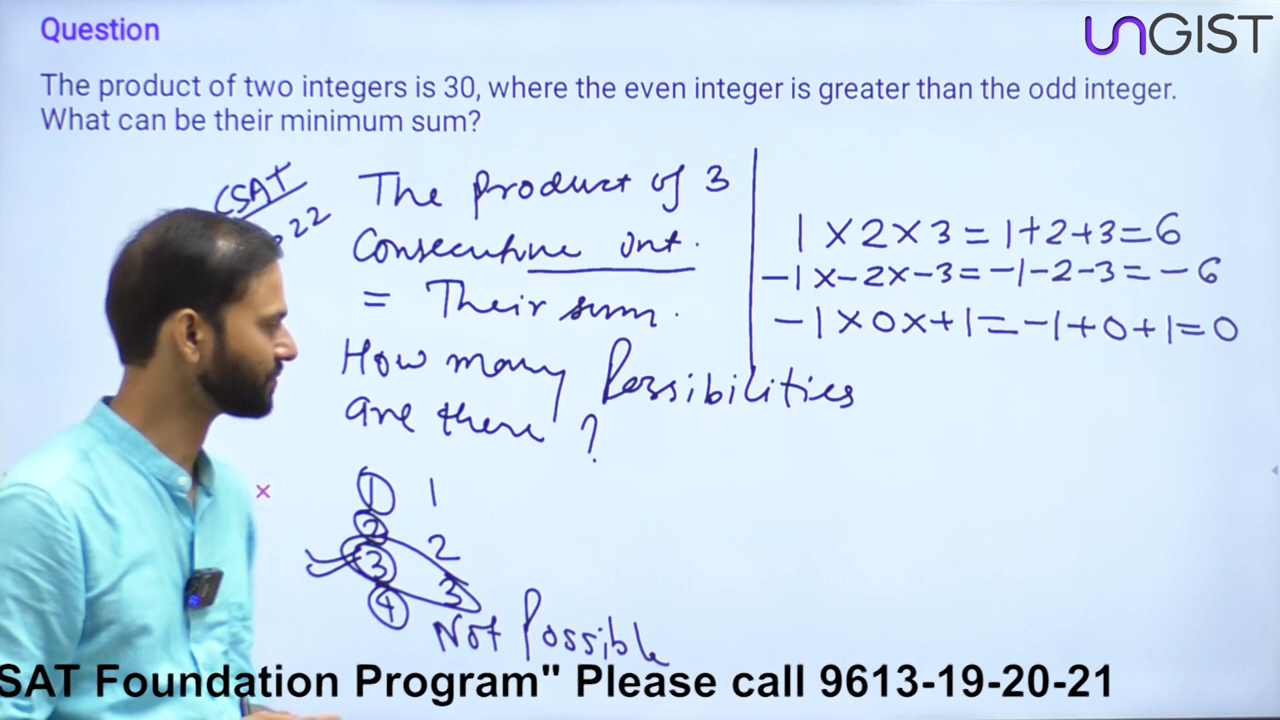 Question
UNGIST
The product of two integers is 30, where the even integer is greater than the odd integer.
What can be their minimum sum?
CSAT
22
The Product of 3
Consecutive int.
= Their sum.
How many Possibilities
are there ?
1 × 2 × 3 = 1+2+3 = 6
-1 x -2 x -3 = -1 -2 -3 = -6
-1 × 0 x +1 = -1 + 0 + 1 = 0
×
① 1
② 2
③ 3
④
Not Possible
SAT Foundation Program" Please call 9613-19-20-21